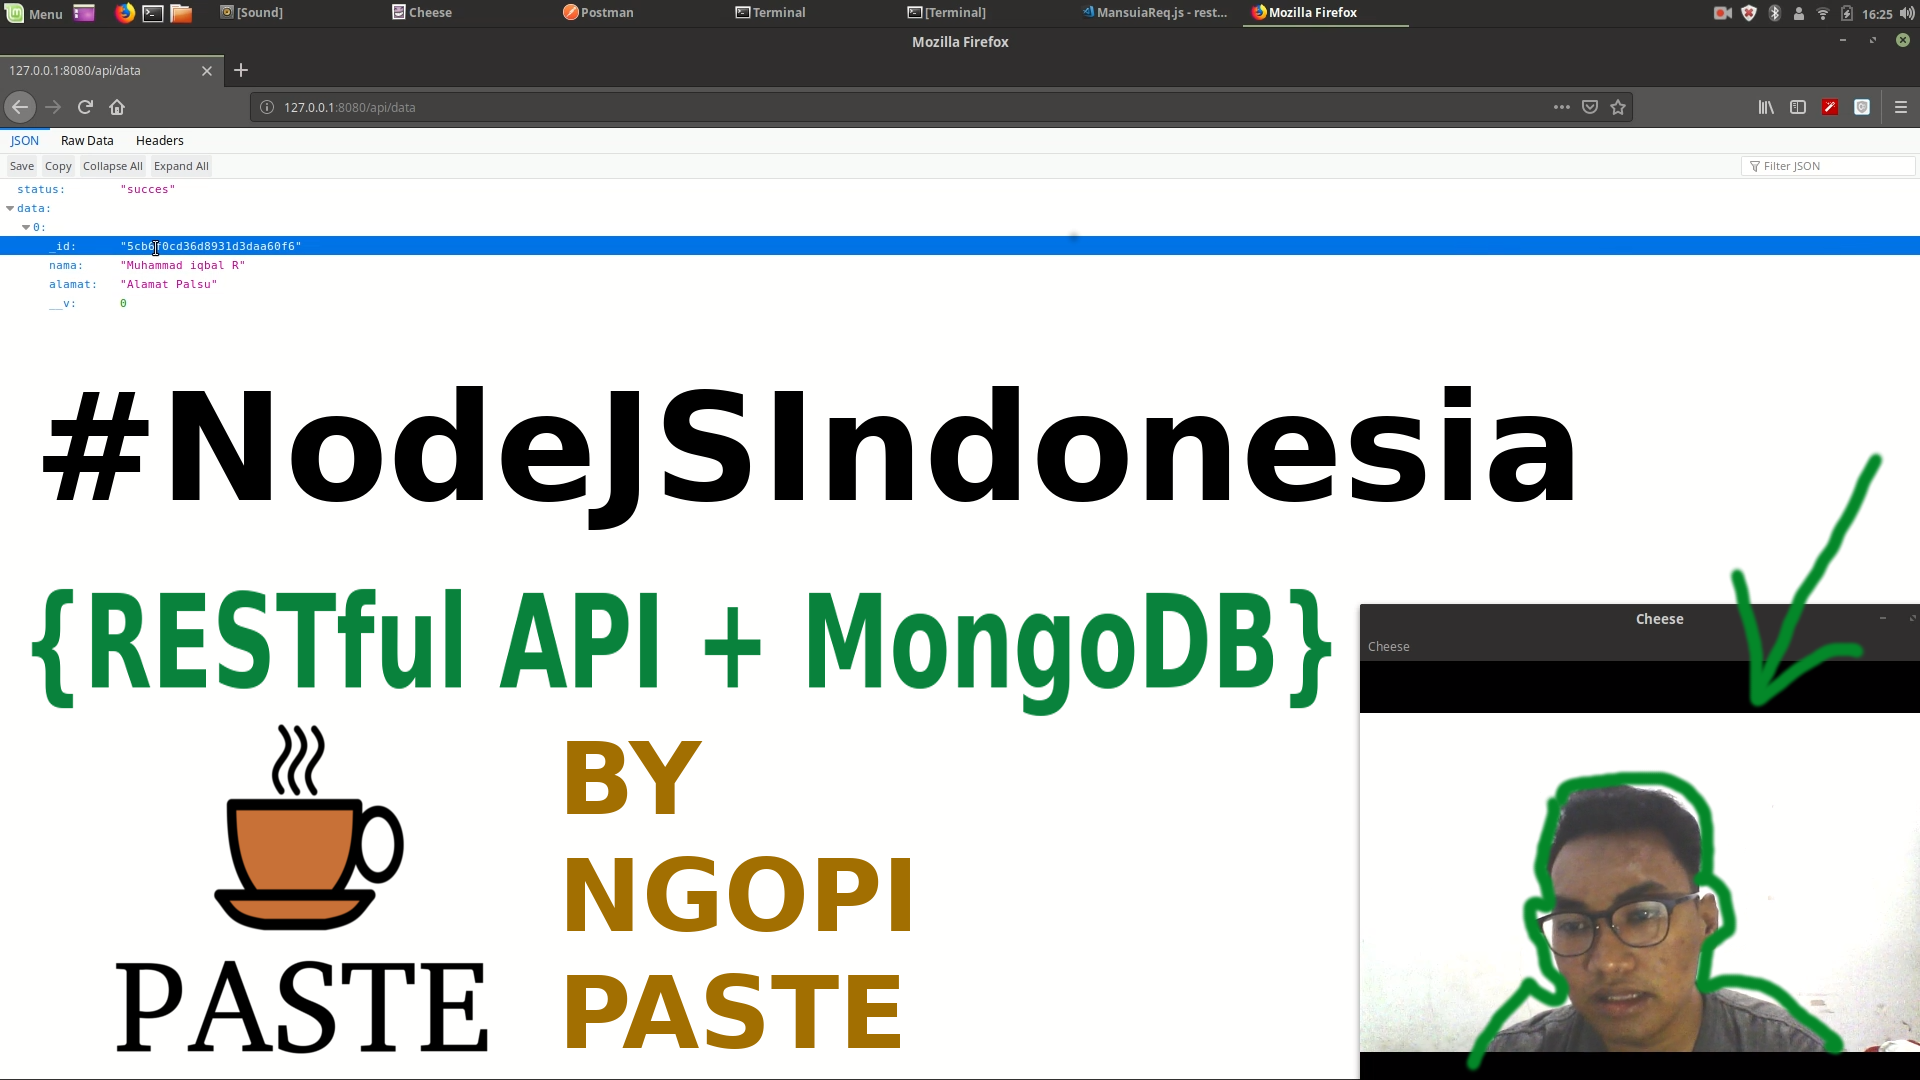 Menu [Sound] Cheese Postman Terminal [Terminal] MansuiaReq.js - rest... Mozilla Firefox 16:25
Mozilla Firefox
127.0.0.1:8080/api/data
127.0.0.1:8080/api/data
JSON Raw Data Headers
Save Copy Collapse All Expand All Filter JSON
status: "succes"
data:
0:
_id: "5cb6f0cd36d8931d3daa60f6"
nama: "Muhammad iqbal R"
alamat: "Alamat Palsu"
__v: 0
#NodeJSIndonesia
{RESTful API + MongoDB}
Cheese
Cheese
BY
NGOPI
PASTE
PASTE